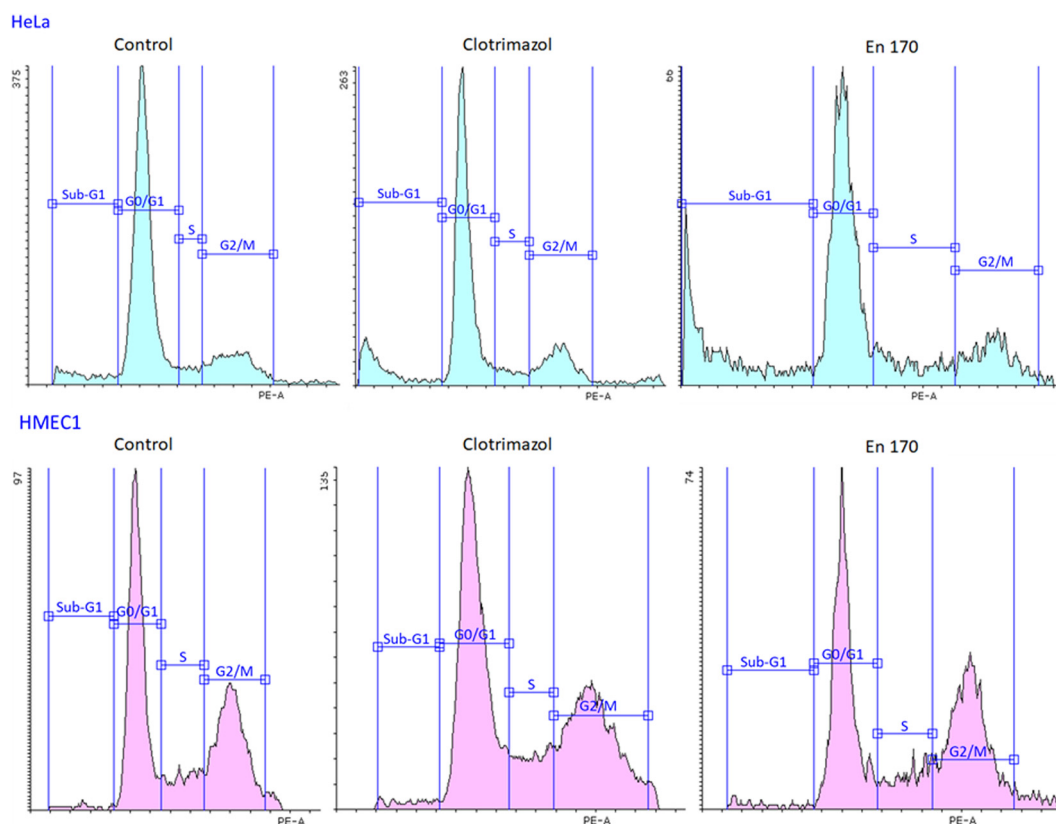 HeLa
Control
Clotrimazol
En 170
375
263
66
Sub-G1
G0/G1
S
G2/M
Sub-G1
G0/G1
S
G2/M
Sub-G1
G0/G1
S
G2/M
PE-A
PE-A
PE-A
HMEC1
Control
Clotrimazol
En 170
97
135
74
Sub-G1
G0/G1
S
G2/M
Sub-G1
G0/G1
S
G2/M
Sub-G1
G0/G1
S
G2/M
PE-A
PE-A
PE-A